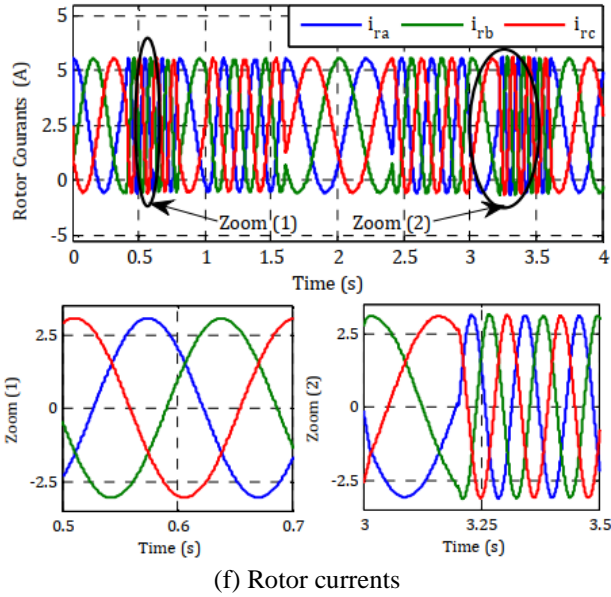 i_ra i_rb i_rc
Rotor Courants (A)
5
5
2.5
0
-5
Zoom (1) Zoom (2)
0 0.5 1 1.5 2 2.5 3 3.5 4
Time (s)
Zoom (1)
2.5
0
-2.5
0.5 0.6 0.7
Time (s)
Zoom (2)
2.5
0
-2.5
3 3.25 3.5
Time (s)
(f) Rotor currents